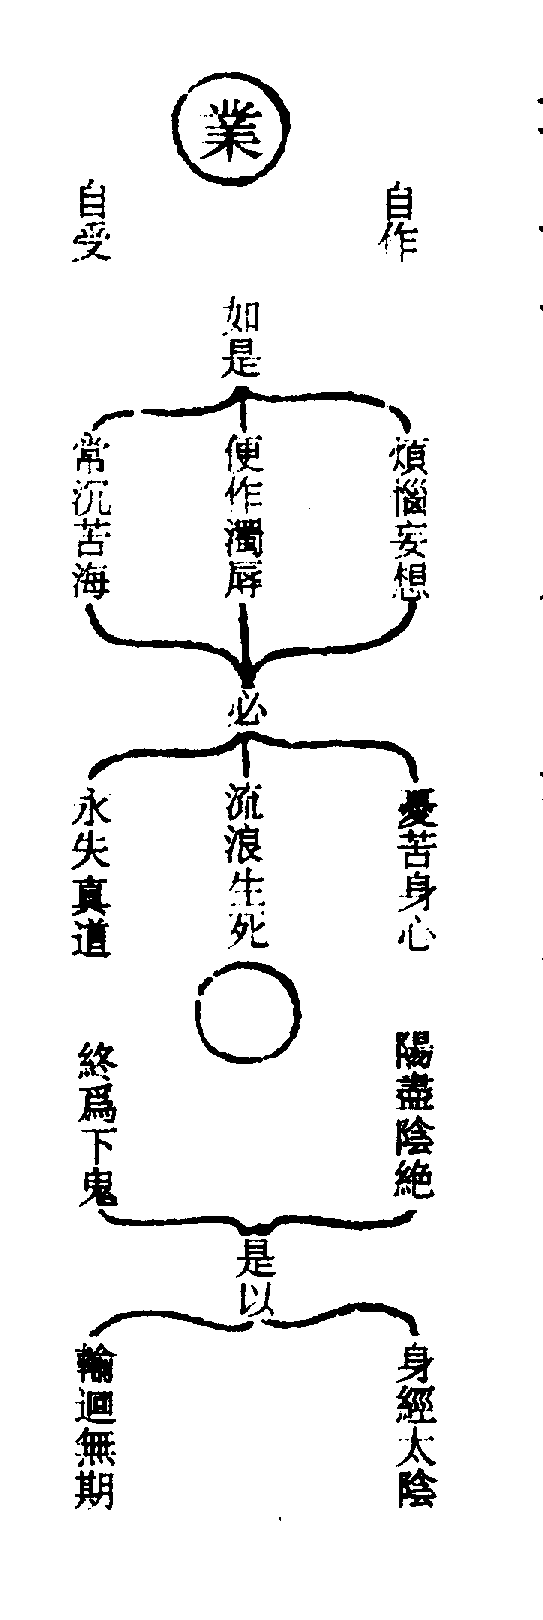 業
自作
自受
如是
煩惱妄想
便作濁辱
常沉苦海
必
憂苦身心
流浪生死
永失真道
陽盡陰絶
終爲下鬼
是以
身經太陰
輪迴無期